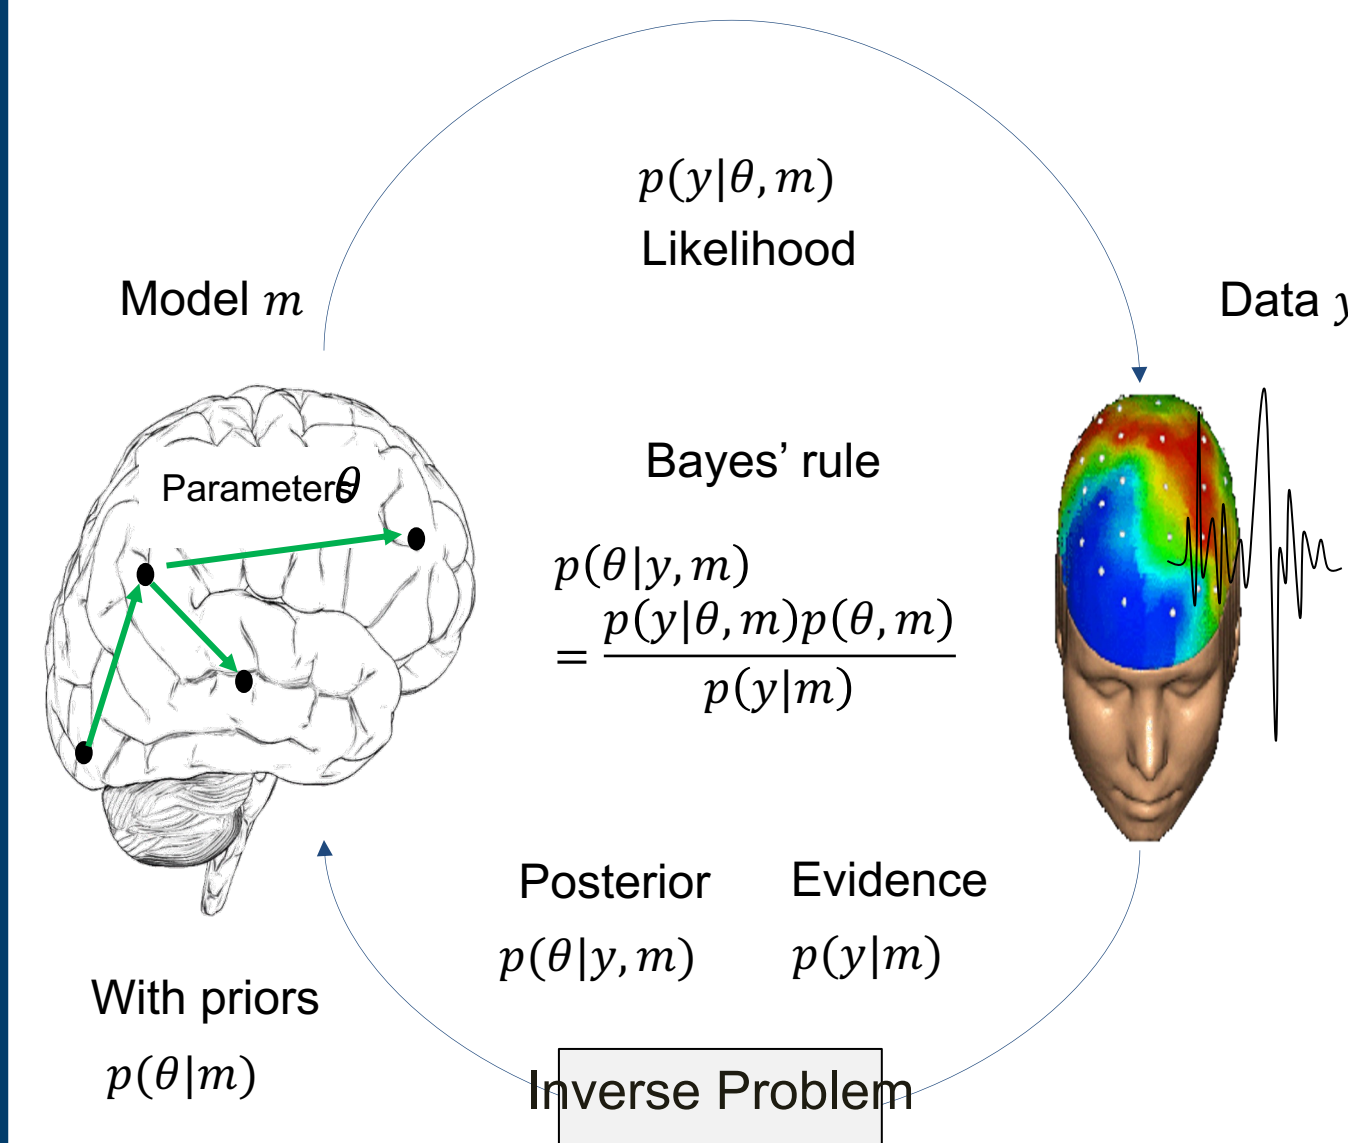 p(y|θ, m)
Likelihood
Model m
Data y
Parameters θ
Bayes’ rule
p(θ|y, m)
= p(y|θ, m)p(θ, m) / p(y|m)
Posterior
Evidence
p(θ|y, m)
p(y|m)
With priors
p(θ|m)
Inverse Problem